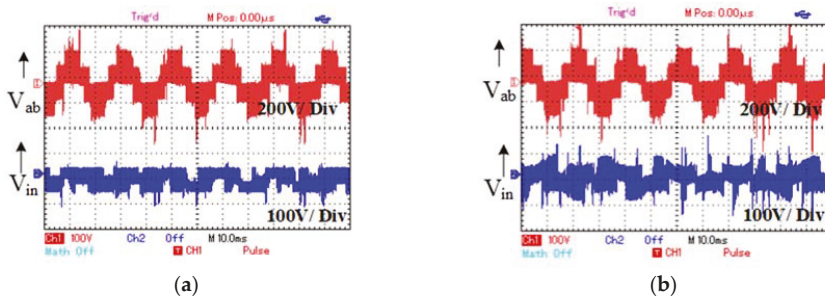 Trig'd M Pos: 0.00µs
Vab
200V/ Div
Vin
100V/ Div
Ch1 100V Ch2 Off M 10.0ms
Math Off T CH1 Pulse
(a)
Trig'd M Pos: 0.00µs
Vab
200V/ Div
Vin
100V/ Div
Ch1 100V Ch2 Off M 10.0ms
Math Off T CH1 Pulse
(b)